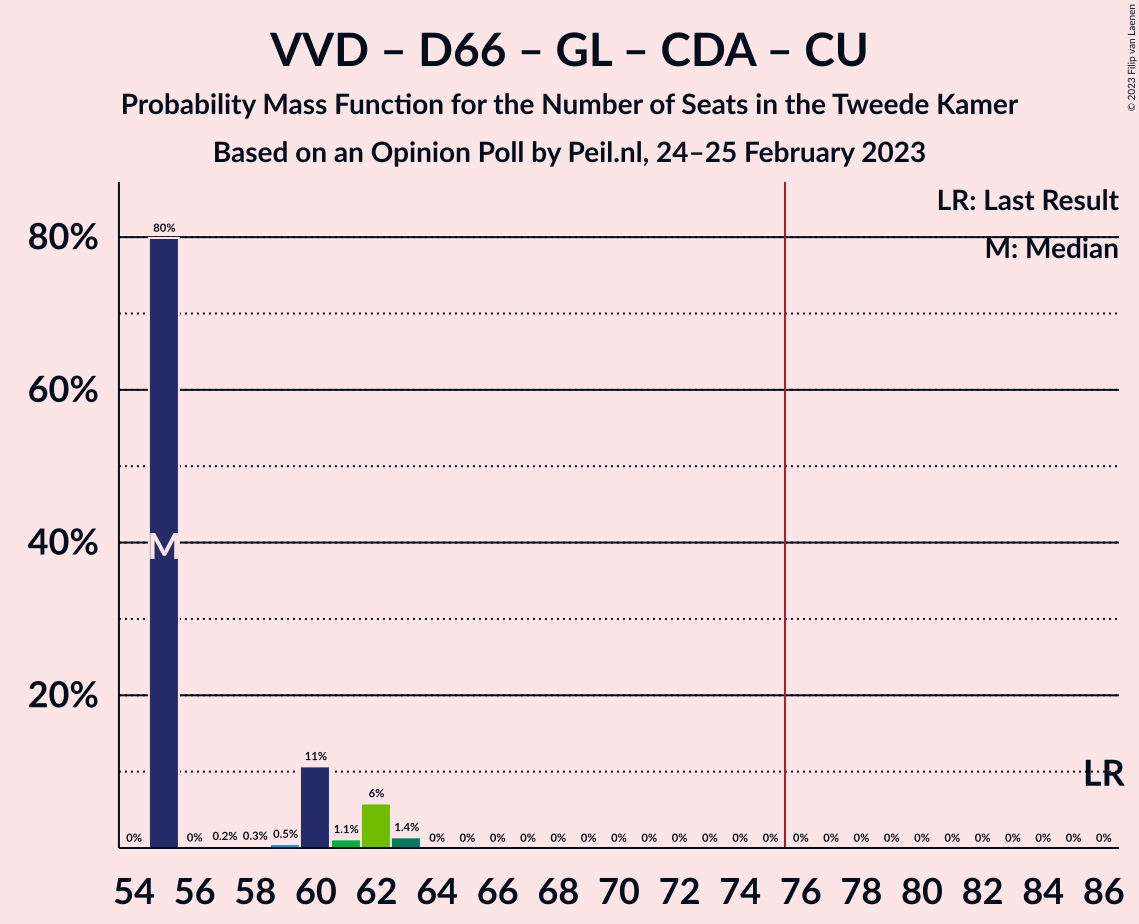 VVD – D66 – GL – CDA – CU
Probability Mass Function for the Number of Seats in the Tweede Kamer
Based on an Opinion Poll by Peil.nl, 24–25 February 2023
© 2023 Filip van Laenen
LR: Last Result
M: Median
80%
60%
40%
20%
M
LR
0% 80% 0% 0.2% 0.3% 0.5% 11% 1.1% 6% 1.4% 0% 0% 0% 0% 0% 0% 0% 0% 0% 0% 0% 0% 0% 0% 0% 0% 0% 0% 0% 0% 0% 0% 0%
54 56 58 60 62 64 66 68 70 72 74 76 78 80 82 84 86